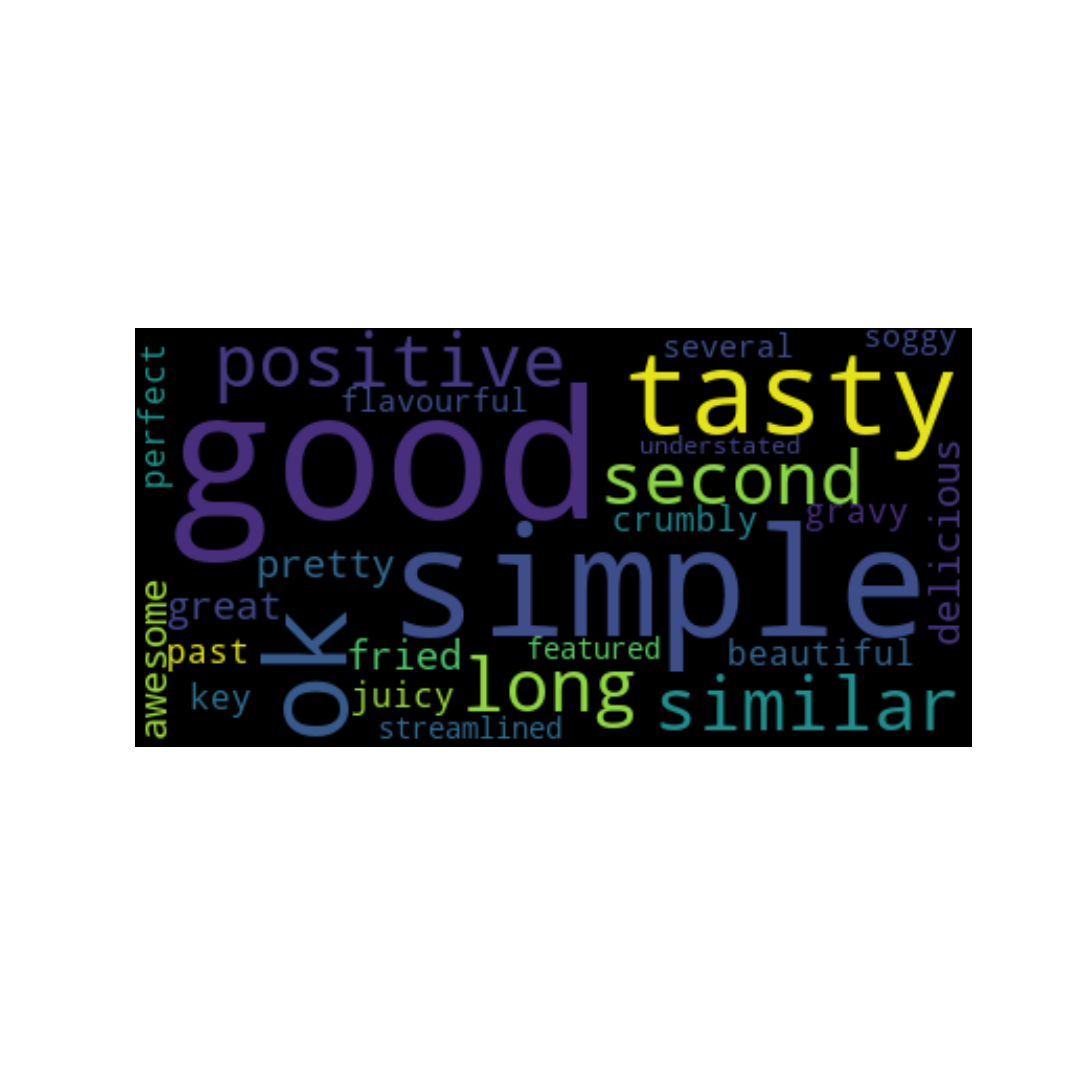 perfect
positive
several
soggy
flavourful
tasty
good
understated
second
delicious
crumbly
gravy
pretty
simple
awesome
great
ok
past
fried
featured
beautiful
key
juicy
long
similar
streamlined